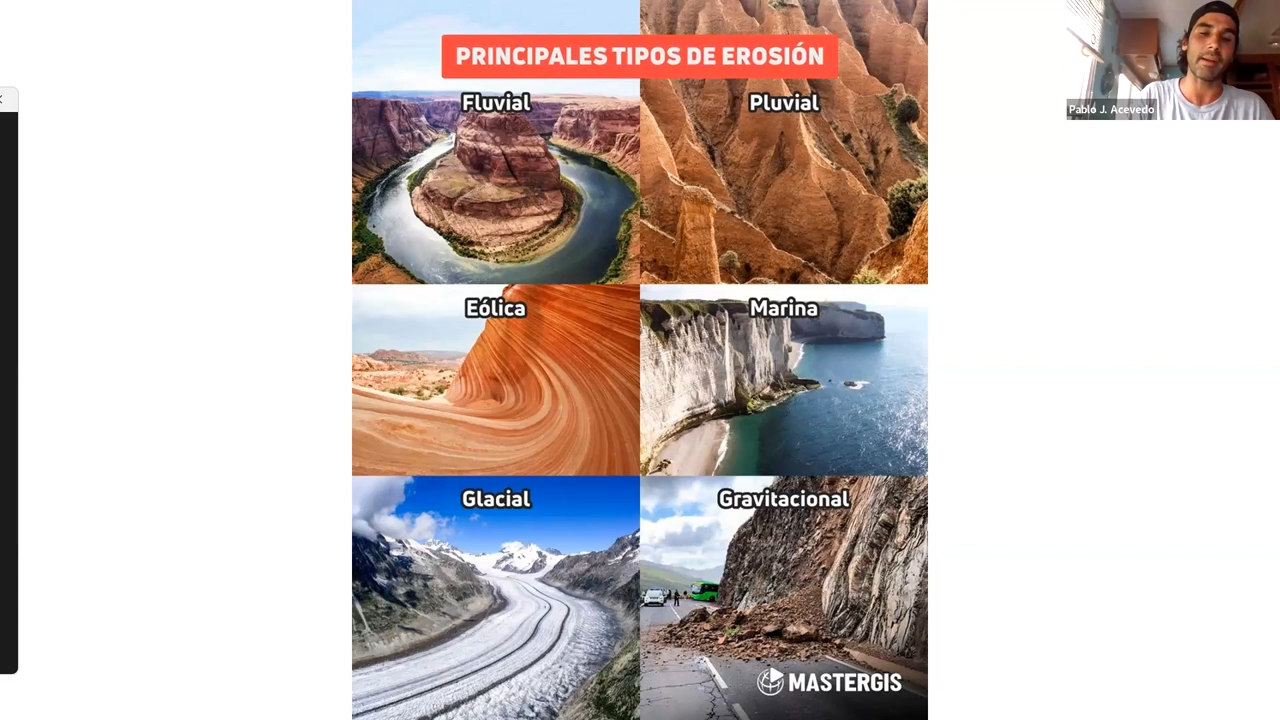 PRINCIPALES TIPOS DE EROSIÓN
Fluvial
Pluvial
Eólica
Marina
Glacial
Gravitacional
MASTERGIS
Pablo J. Acevedo